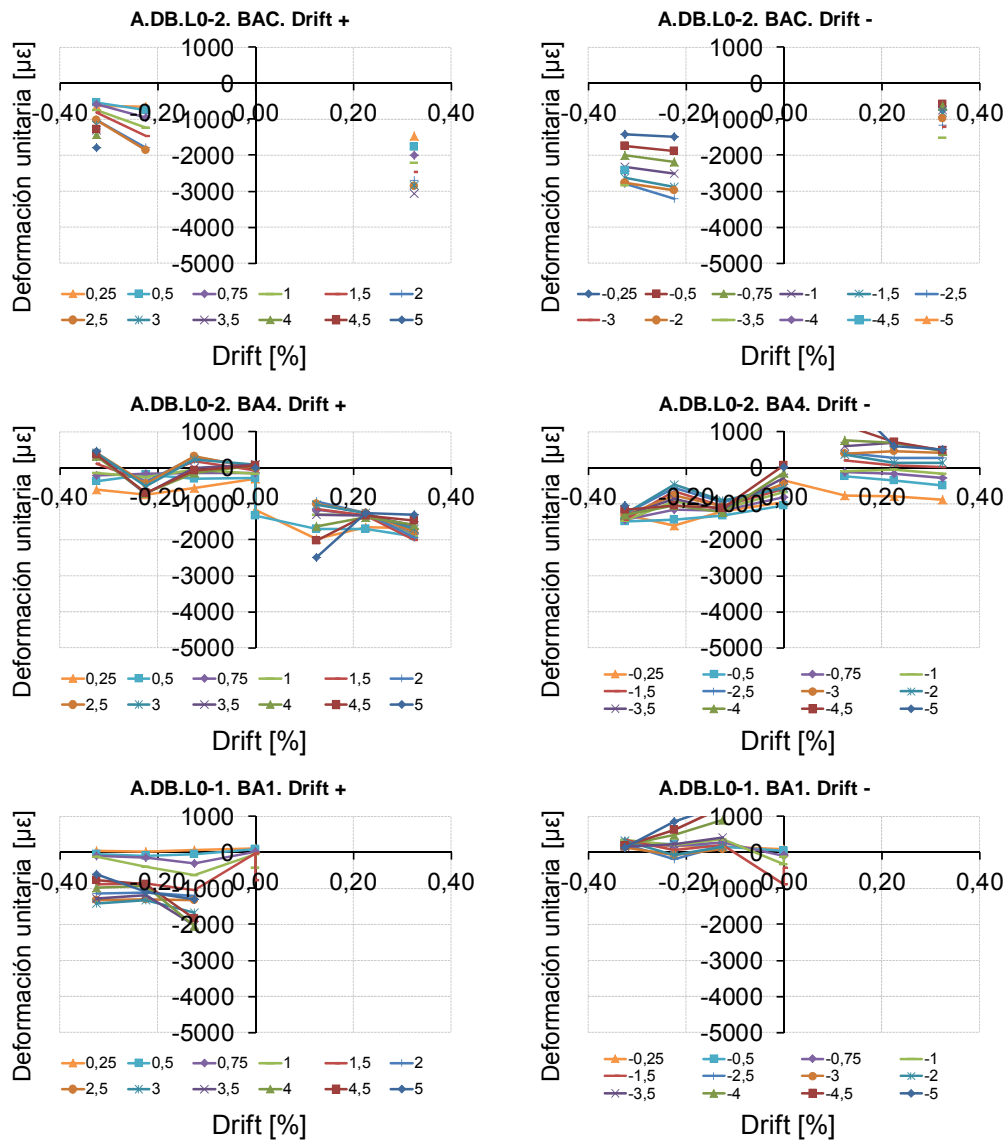 A.DB.L0-2. BAC. Drift +
Deformación unitaria [µε]
1000
0
-1000
-2000
-3000
-4000
-5000
-0,40 -0,20 0,00 0,20 0,40
0,25 0,5 0,75 1 1,5 2
2,5 3 3,5 4 4,5 5
Drift [%]
A.DB.L0-2. BAC. Drift -
Deformación unitaria [µε]
1000
0
-1000
-2000
-3000
-4000
-5000
-0,40 -0,20 0,00 0,20 0,40
-0,25 -0,5 -0,75 -1 -1,5 -2,5
-3 -2 -3,5 -4 -4,5 -5
Drift [%]
A.DB.L0-2. BA4. Drift +
Deformación unitaria [µε]
1000
0
-1000
-2000
-3000
-4000
-5000
-0,40 -0,20 0,00 0,20 0,40
0,25 0,5 0,75 1 1,5 2
2,5 3 3,5 4 4,5 5
Drift [%]
A.DB.L0-2. BA4. Drift -
Deformación unitaria [µε]
1000
0
-1000
-2000
-3000
-4000
-5000
-0,40 -0,20 0,00 0,20 0,40
-0,25 -0,5 -0,75 -1
-1,5 -2,5 -3 -2
-3,5 -4 -4,5 -5
Drift [%]
A.DB.L0-1. BA1. Drift +
Deformación unitaria [µε]
1000
0
-1000
-2000
-3000
-4000
-5000
-0,40 -0,20 0,00 0,20 0,40
0,25 0,5 0,75 1 1,5 2
2,5 3 3,5 4 4,5 5
Drift [%]
A.DB.L0-1. BA1. Drift -
Deformación unitaria [µε]
1000
0
-1000
-2000
-3000
-4000
-5000
-0,40 -0,20 0,00 0,20 0,40
-0,25 -0,5 -0,75 -1
-1,5 -2,5 -3 -2
-3,5 -4 -4,5 -5
Drift [%]